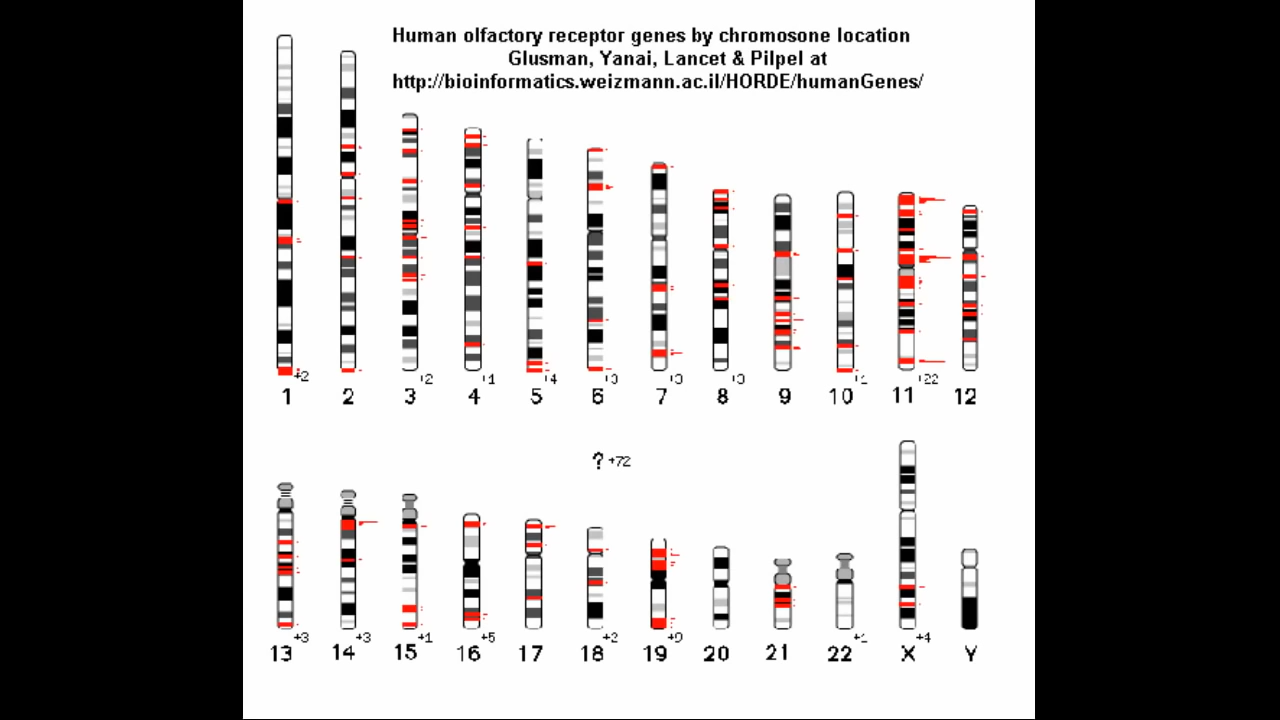 Human olfactory receptor genes by chromosone location
Glusman, Yanai, Lancet & Pilpel at
http://bioinformatics.weizmann.ac.il/HORDE/humanGenes/
+2 +2 +1 +4 +3 +3 +3 +1 +22
1 2 3 4 5 6 7 8 9 10 11 12
? +72
+3 +3 +1 +5 +2 +9 +1 +4
13 14 15 16 17 18 19 20 21 22 X Y